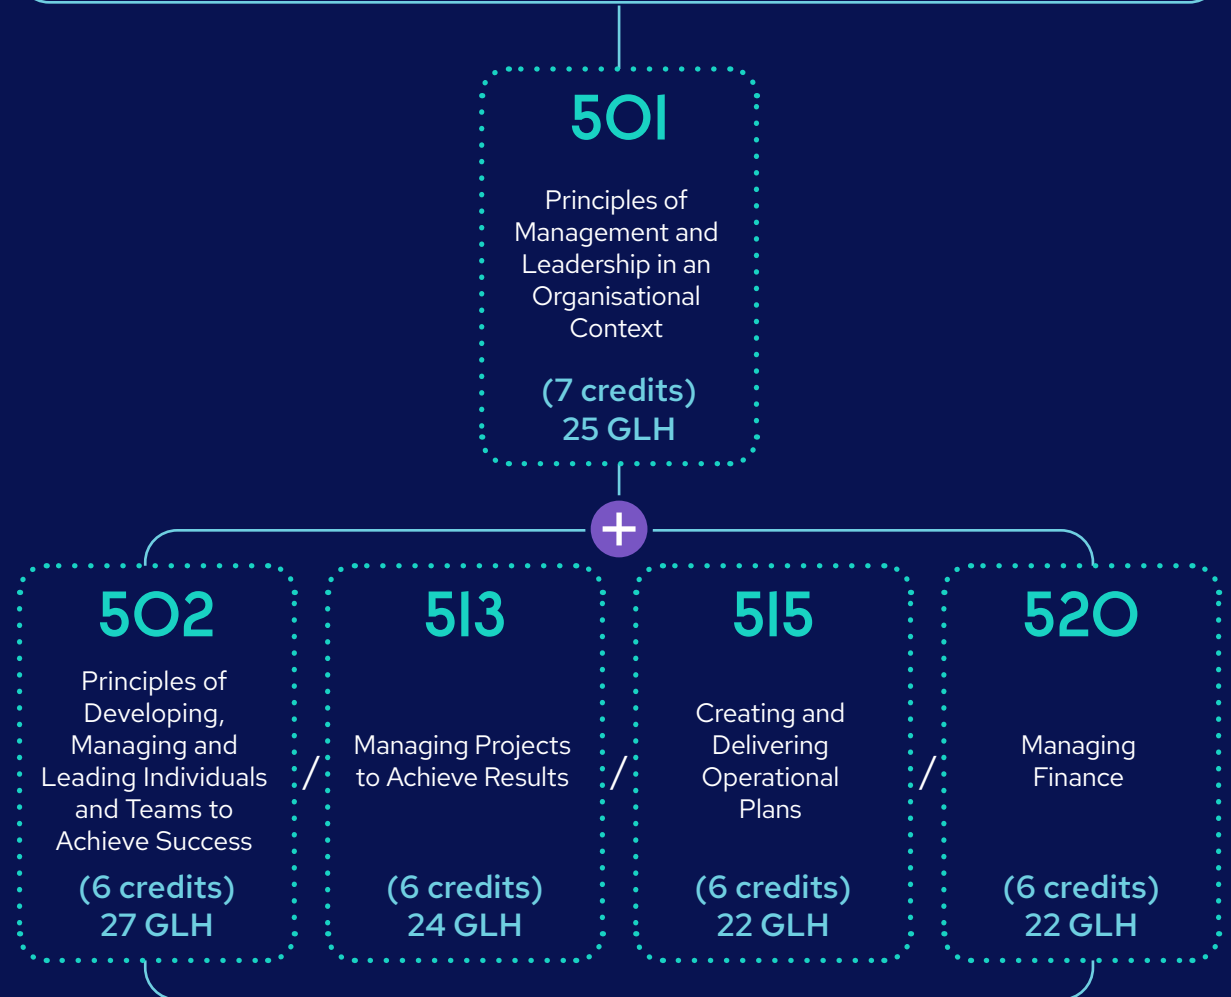 501
Principles of
Management and
Leadership in an
Organisational
Context
(7 credits)
25 GLH
+
502
Principles of
Developing,
Managing and
Leading Individuals
and Teams to
Achieve Success
(6 credits)
27 GLH
/
513
Managing Projects
to Achieve Results
(6 credits)
24 GLH
/
515
Creating and
Delivering
Operational
Plans
(6 credits)
22 GLH
/
520
Managing
Finance
(6 credits)
22 GLH